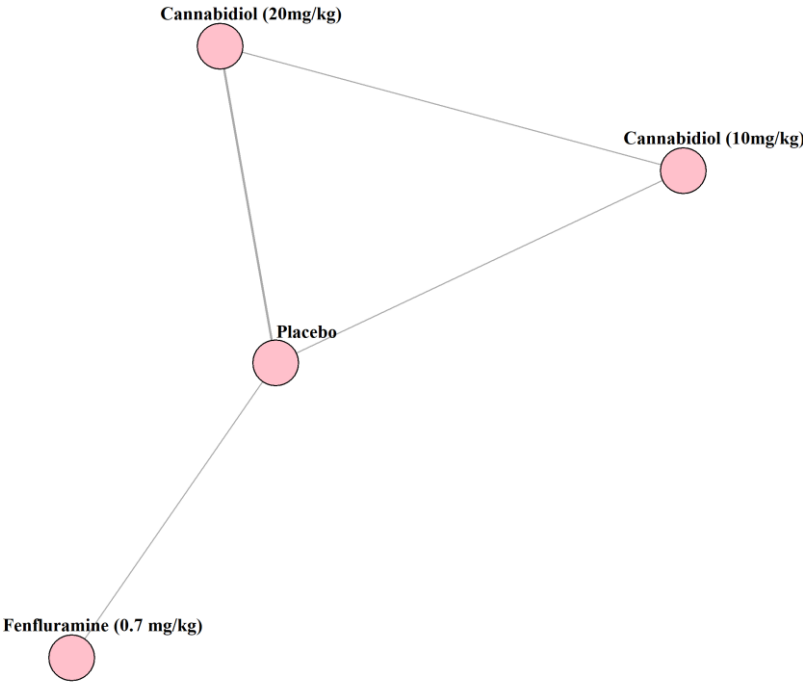 Cannabidiol (20mg/kg)
Cannabidiol (10mg/kg)
Placebo
Fenfluramine (0.7 mg/kg)